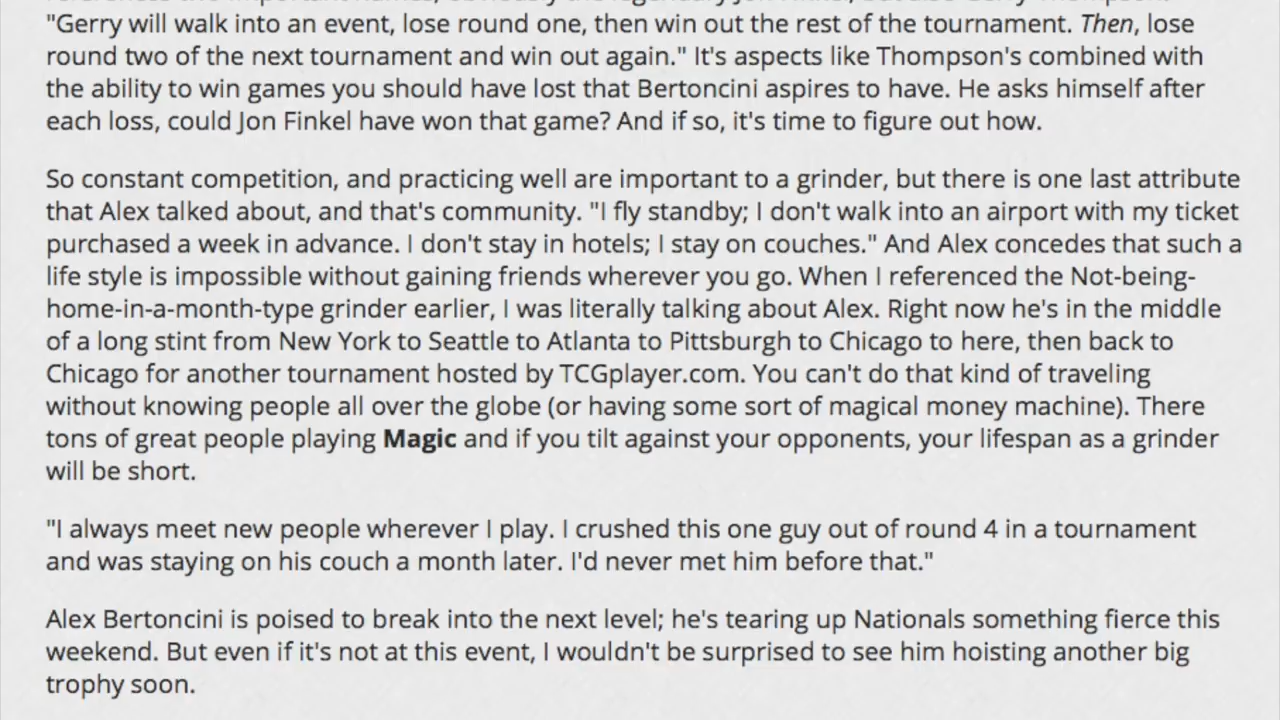 "Gerry will walk into an event, lose round one, then win out the rest of the tournament. Then, lose
round two of the next tournament and win out again." It's aspects like Thompson's combined with
the ability to win games you should have lost that Bertoncini aspires to have. He asks himself after
each loss, could Jon Finkel have won that game? And if so, it's time to figure out how.
So constant competition, and practicing well are important to a grinder, but there is one last attribute
that Alex talked about, and that's community. "I fly standby; I don't walk into an airport with my ticket
purchased a week in advance. I don't stay in hotels; I stay on couches." And Alex concedes that such a
life style is impossible without gaining friends wherever you go. When I referenced the Not-being-
home-in-a-month-type grinder earlier, I was literally talking about Alex. Right now he's in the middle
of a long stint from New York to Seattle to Atlanta to Pittsburgh to Chicago to here, then back to
Chicago for another tournament hosted by TCGplayer.com. You can't do that kind of traveling
without knowing people all over the globe (or having some sort of magical money machine). There
tons of great people playing Magic and if you tilt against your opponents, your lifespan as a grinder
will be short.
"I always meet new people wherever I play. I crushed this one guy out of round 4 in a tournament
and was staying on his couch a month later. I'd never met him before that."
Alex Bertoncini is poised to break into the next level; he's tearing up Nationals something fierce this
weekend. But even if it's not at this event, I wouldn't be surprised to see him hoisting another big
trophy soon.